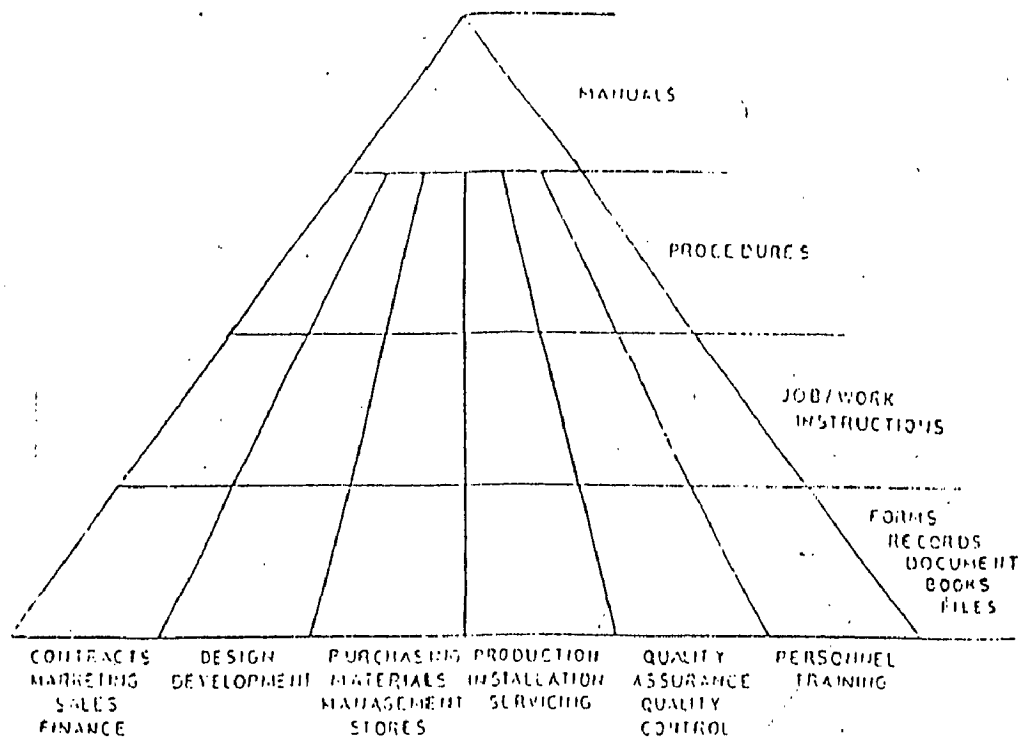 MANUALS
PROCEDURES
JOB/WORK
INSTRUCTIONS
FORMS
RECORDS
DOCUMENT
BOOKS
FILES
CONTRACTS
MARKETING
SALES
FINANCE
DESIGN
DEVELOPMENT
PURCHASING
MATERIALS
MANAGEMENT
STORES
PRODUCTION
INSTALLATION
SERVICING
QUALITY
ASSURANCE
QUALITY
CONTROL
PERSONNEL
TRAINING